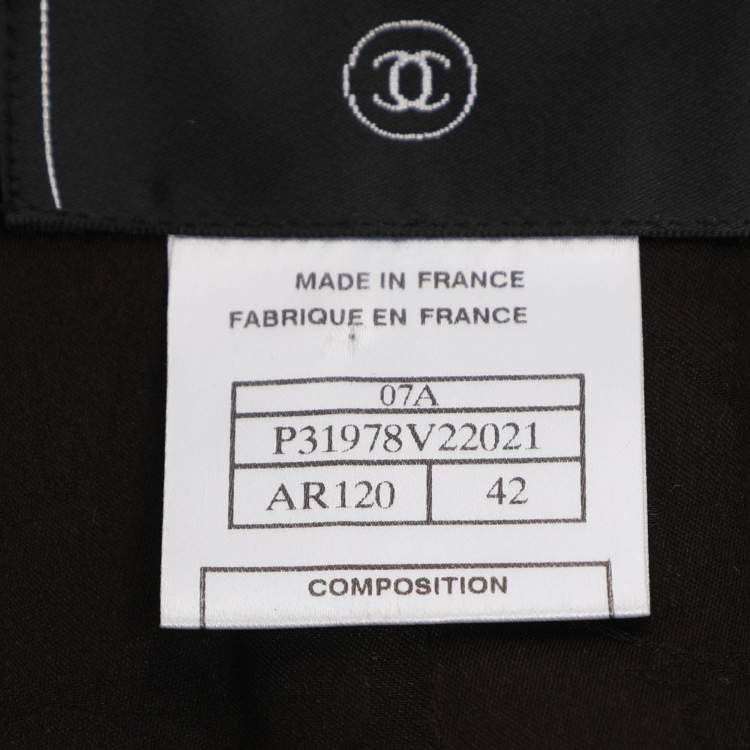 MADE IN FRANCE
FABRIQUE EN FRANCE
07A
P31978V22021
AR120 42
COMPOSITION